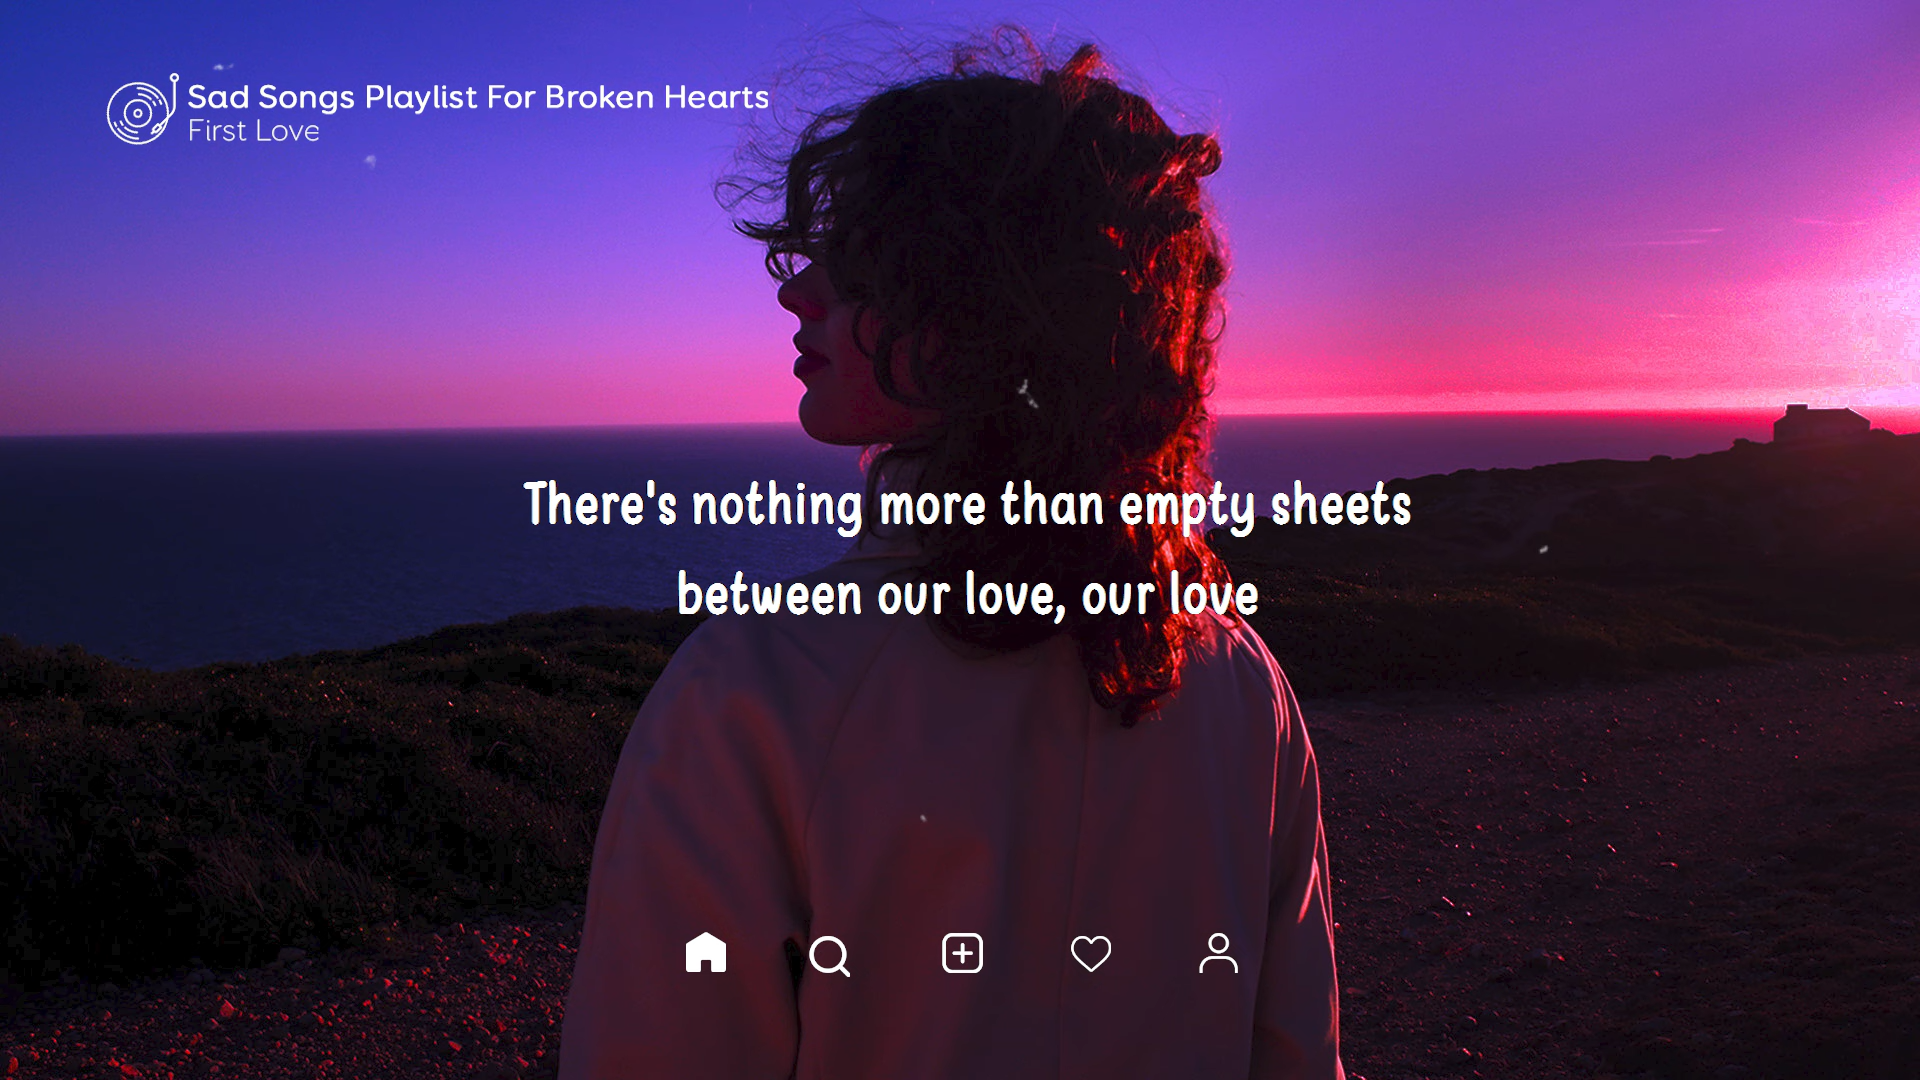 Sad Songs Playlist For Broken Hearts
First Love
There's nothing more than empty sheets
between our love, our love